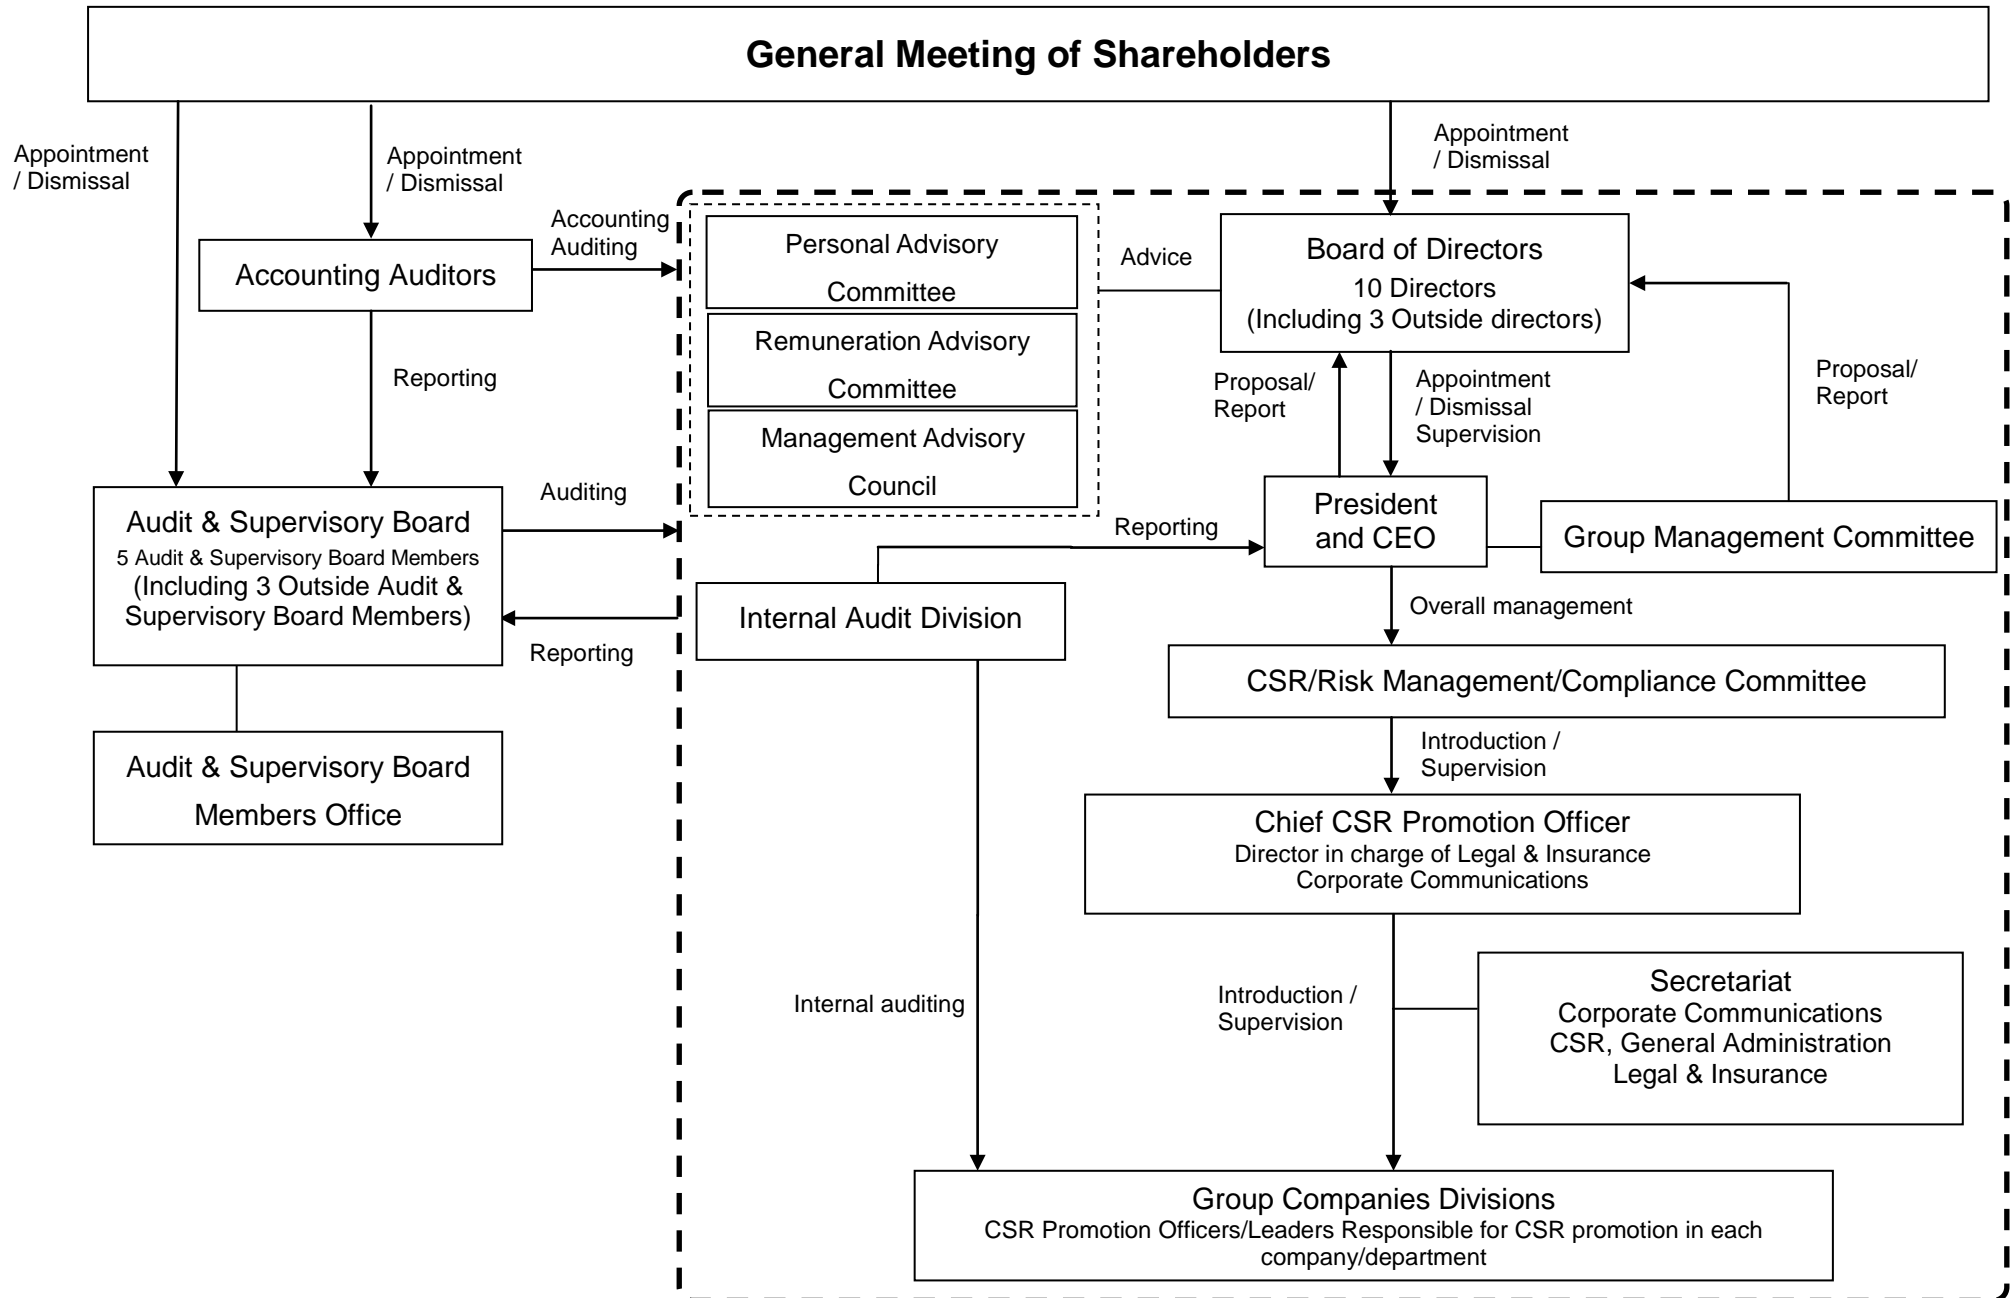 General Meeting of Shareholders
Appointment
/ Dismissal
Appointment
/ Dismissal
Appointment
/ Dismissal
Accounting
Auditing
Accounting Auditors
Personal Advisory
Committee
Remuneration Advisory
Committee
Management Advisory
Council
Advice
Board of Directors
10 Directors
(Including 3 Outside directors)
Reporting
Proposal/
Report
Appointment
/ Dismissal
Supervision
Proposal/
Report
Audit & Supervisory Board
5 Audit & Supervisory Board Members
(Including 3 Outside Audit &
Supervisory Board Members)
Auditing
Reporting
Reporting
President
and CEO
Group Management Committee
Internal Audit Division
Overall management
CSR/Risk Management/Compliance Committee
Audit & Supervisory Board
Members Office
Introduction /
Supervision
Chief CSR Promotion Officer
Director in charge of Legal & Insurance
Corporate Communications
Internal auditing
Introduction /
Supervision
Secretariat
Corporate Communications
CSR, General Administration
Legal & Insurance
Group Companies Divisions
CSR Promotion Officers/Leaders Responsible for CSR promotion in each
company/department